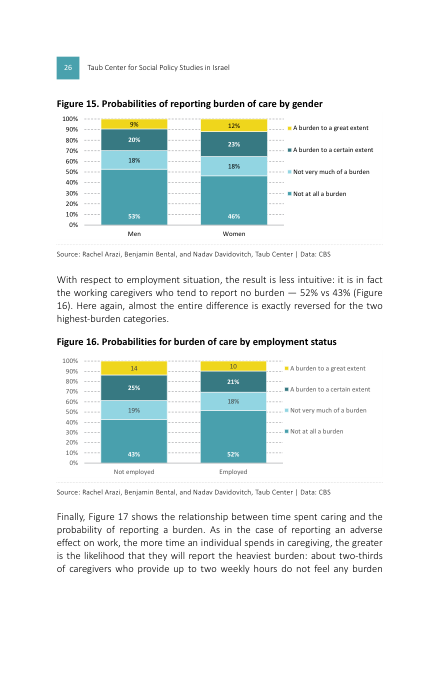 26
Taub Center for Social Policy Studies in Israel
Figure 15. Probabilities of reporting burden of care by gender
100%
90%
80%
70%
60%
50%
40%
30%
20%
10%
0%
9%
20%
18%
53%
12%
23%
18%
46%
Men
Women
A burden to a great extent
A burden to a certain extent
Not very much of a burden
Not at all a burden
Source: Rachel Arazi, Benjamin Bental, and Nadav Davidovitch, Taub Center | Data: CBS
With respect to employment situation, the result is less intuitive: it is in fact
the working caregivers who tend to report no burden — 52% vs 43% (Figure
16). Here again, almost the entire difference is exactly reversed for the two
highest-burden categories.
Figure 16. Probabilities for burden of care by employment status
100%
90%
80%
70%
60%
50%
40%
30%
20%
10%
0%
14
25%
19%
43%
10
21%
18%
52%
Not employed
Employed
A burden to a great extent
A burden to a certain extent
Not very much of a burden
Not at all a burden
Source: Rachel Arazi, Benjamin Bental, and Nadav Davidovitch, Taub Center | Data: CBS
Finally, Figure 17 shows the relationship between time spent caring and the
probability of reporting a burden. As in the case of reporting an adverse
effect on work, the more time an individual spends in caregiving, the greater
is the likelihood that they will report the heaviest burden: about two-thirds
of caregivers who provide up to two weekly hours do not feel any burden